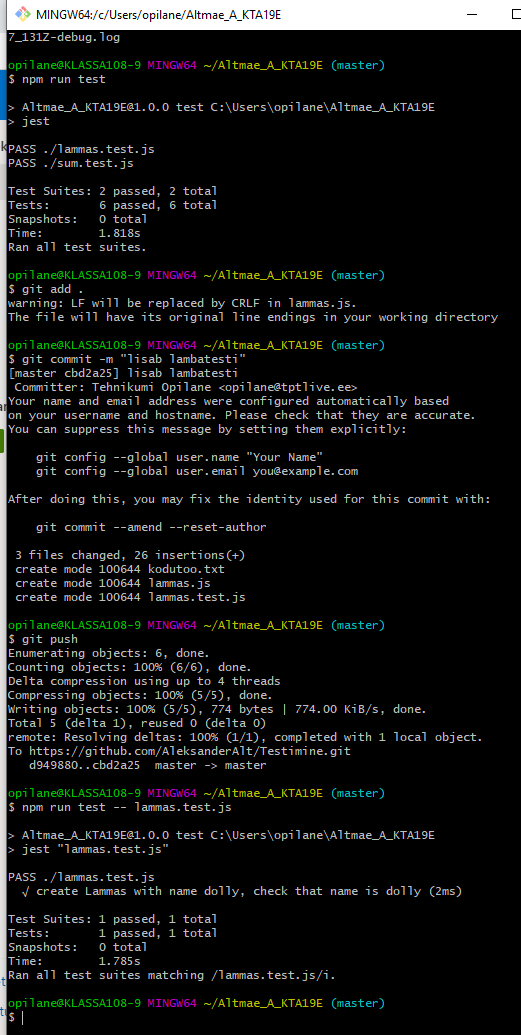 MINGW64:/c/Users/opilane/Altmae_A_KTA19E
7_131Z-debug.log
opilane@KLASSA108-9 MINGW64 ~/Altmae_A_KTA19E (master)
$ npm run test
> Altmae_A_KTA19E@1.0.0 test C:\Users\opilane\Altmae_A_KTA19E
> jest
PASS ./lammas.test.js
PASS ./sum.test.js
Test Suites: 2 passed, 2 total
Tests:       6 passed, 6 total
Snapshots:   0 total
Time:        1.818s
Ran all test suites.
opilane@KLASSA108-9 MINGW64 ~/Altmae_A_KTA19E (master)
$ git add .
warning: LF will be replaced by CRLF in lammas.js.
The file will have its original line endings in your working directory
opilane@KLASSA108-9 MINGW64 ~/Altmae_A_KTA19E (master)
$ git commit -m "lisab lambatesti"
[master cbd2a25] lisab lambatesti
 Committer: Tehnikumi Opilane <opilane@tptlive.ee>
Your name and email address were configured automatically based
on your username and hostname. Please check that they are accurate.
You can suppress this message by setting them explicitly:
    git config --global user.name "Your Name"
    git config --global user.email you@example.com
After doing this, you may fix the identity used for this commit with:
    git commit --amend --reset-author
 3 files changed, 26 insertions(+)
 create mode 100644 kodutoo.txt
 create mode 100644 lammas.js
 create mode 100644 lammas.test.js
opilane@KLASSA108-9 MINGW64 ~/Altmae_A_KTA19E (master)
$ git push
Enumerating objects: 6, done.
Counting objects: 100% (6/6), done.
Delta compression using up to 4 threads
Compressing objects: 100% (5/5), done.
Writing objects: 100% (5/5), 774 bytes | 774.00 KiB/s, done.
Total 5 (delta 1), reused 0 (delta 0)
remote: Resolving deltas: 100% (1/1), completed with 1 local object.
To https://github.com/AleksanderAlt/Testimine.git
   d949880..cbd2a25  master -> master
opilane@KLASSA108-9 MINGW64 ~/Altmae_A_KTA19E (master)
$ npm run test -- lammas.test.js
> Altmae_A_KTA19E@1.0.0 test C:\Users\opilane\Altmae_A_KTA19E
> jest "lammas.test.js"
PASS ./lammas.test.js
  √ create Lammas with name dolly, check that name is dolly (2ms)
Test Suites: 1 passed, 1 total
Tests:       1 passed, 1 total
Snapshots:   0 total
Time:        1.785s
Ran all test suites matching /lammas.test.js/i.
opilane@KLASSA108-9 MINGW64 ~/Altmae_A_KTA19E (master)
$